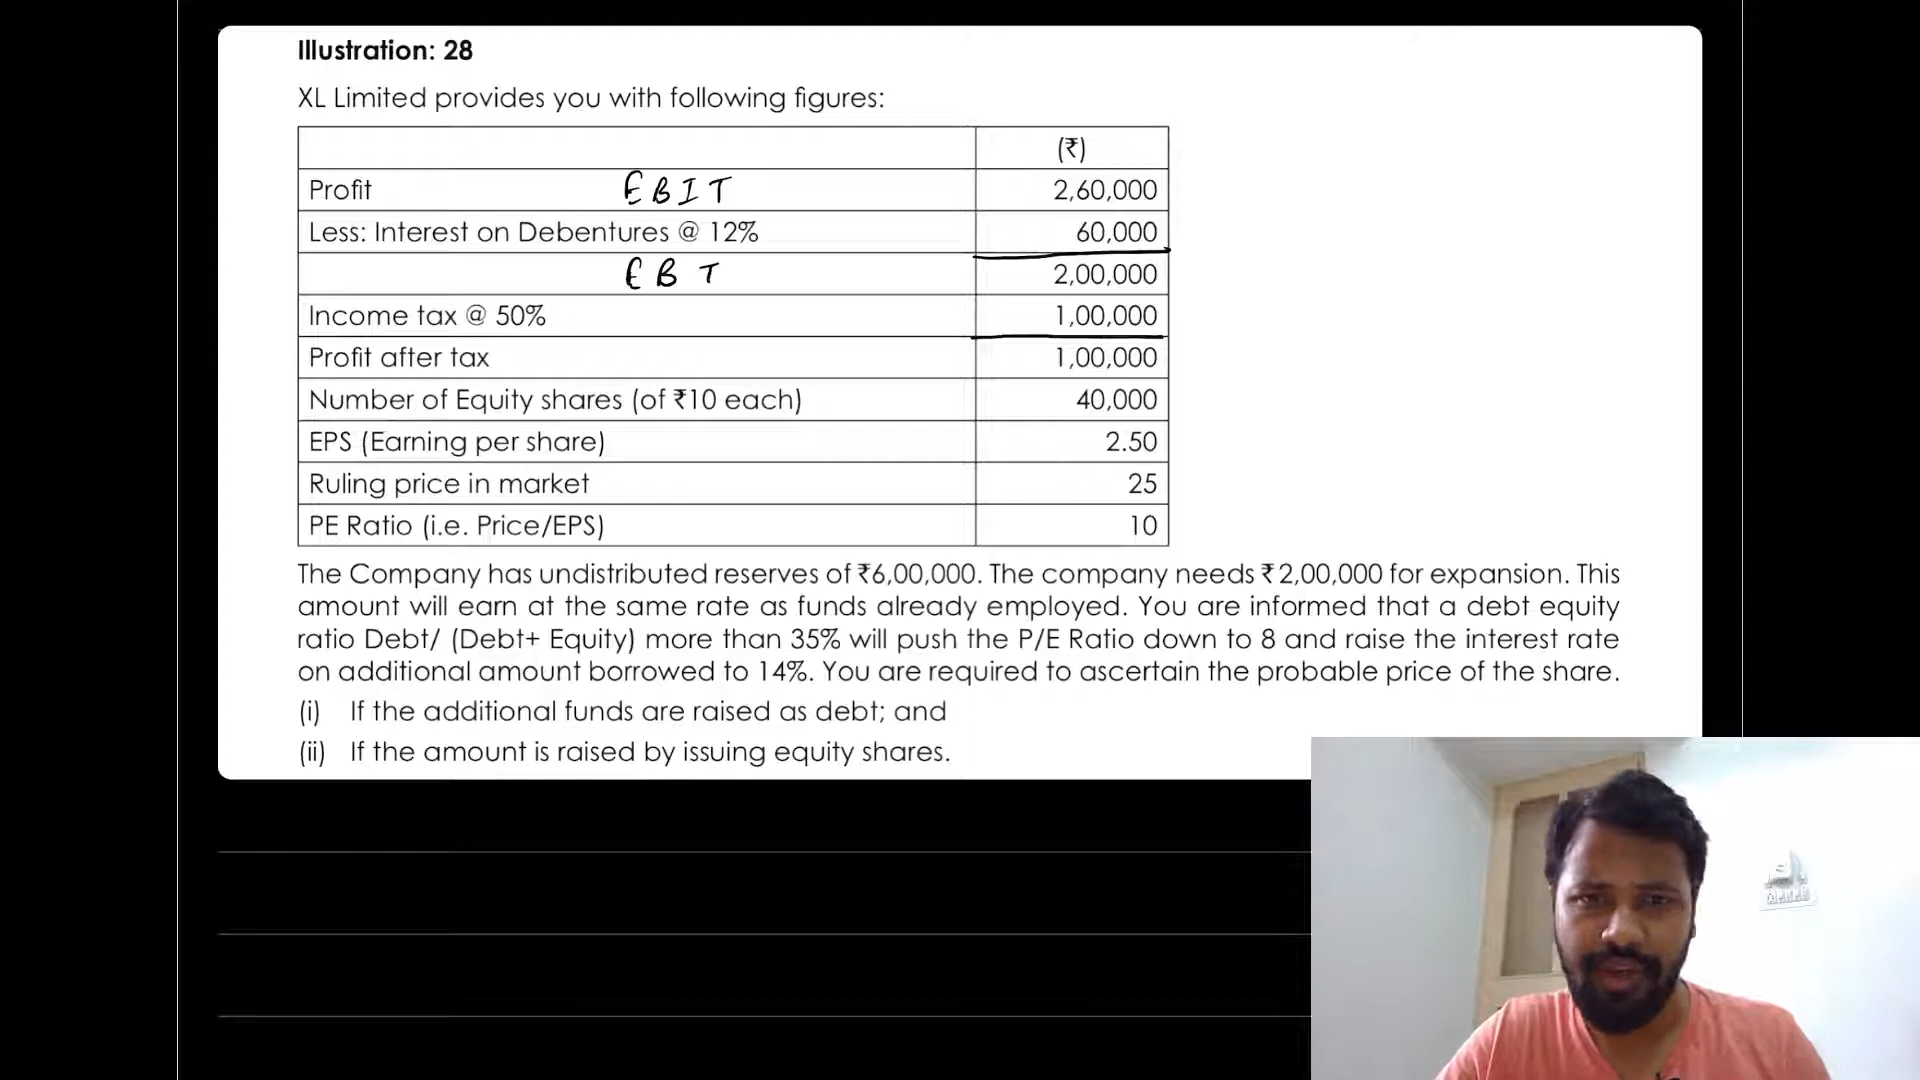 Illustration: 28
XL Limited provides you with following figures:
(₹)
Profit EBIT 2,60,000
Less: Interest on Debentures @ 12% 60,000
EBT 2,00,000
Income tax @ 50% 1,00,000
Profit after tax 1,00,000
Number of Equity shares (of ₹10 each) 40,000
EPS (Earning per share) 2.50
Ruling price in market 25
PE Ratio (i.e. Price/EPS) 10
The Company has undistributed reserves of ₹6,00,000. The company needs ₹2,00,000 for expansion. This
amount will earn at the same rate as funds already employed. You are informed that a debt equity
ratio Debt/ (Debt+ Equity) more than 35% will push the P/E Ratio down to 8 and raise the interest rate
on additional amount borrowed to 14%. You are required to ascertain the probable price of the share.
(i) If the additional funds are raised as debt; and
(ii) If the amount is raised by issuing equity shares.